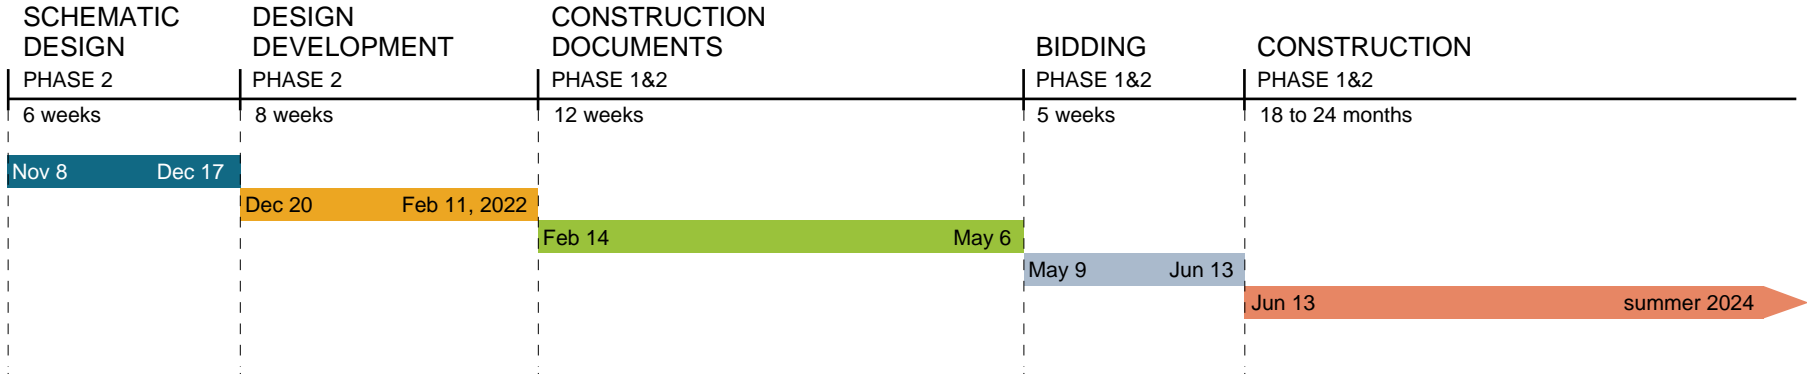 SCHEMATIC
DESIGN
PHASE 2
6 weeks
DESIGN
DEVELOPMENT
PHASE 2
8 weeks
CONSTRUCTION
DOCUMENTS
PHASE 1&2
12 weeks
BIDDING
PHASE 1&2
5 weeks
CONSTRUCTION
PHASE 1&2
18 to 24 months
Nov 8 Dec 17
Dec 20 Feb 11, 2022
Feb 14 May 6
May 9 Jun 13
Jun 13 summer 2024